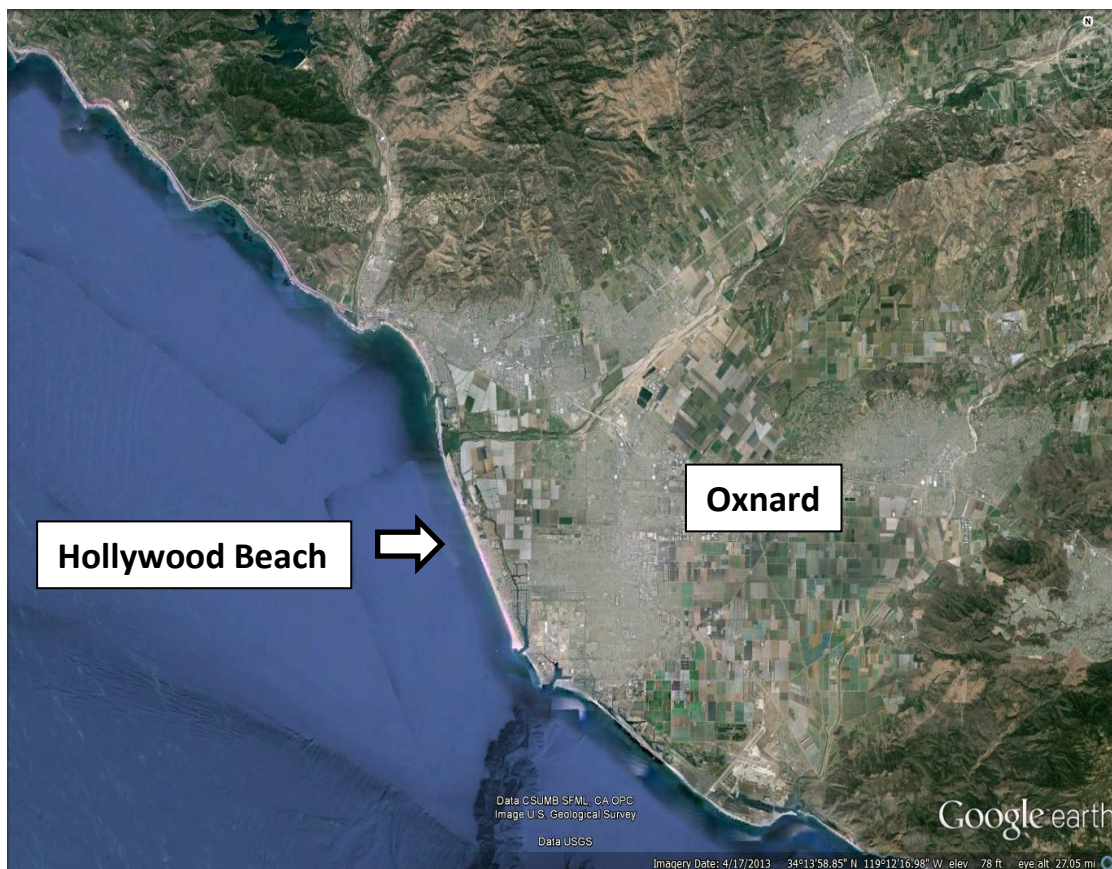 N
Oxnard
Hollywood Beach
Data CSUMB SFML, CA OPC
Image U.S. Geological Survey
Data USGS
Google earth
Imagery Date: 4/17/2013 34°13'58.85" N 119°12'16.98" W elev 78 ft eye alt 27.05 mi